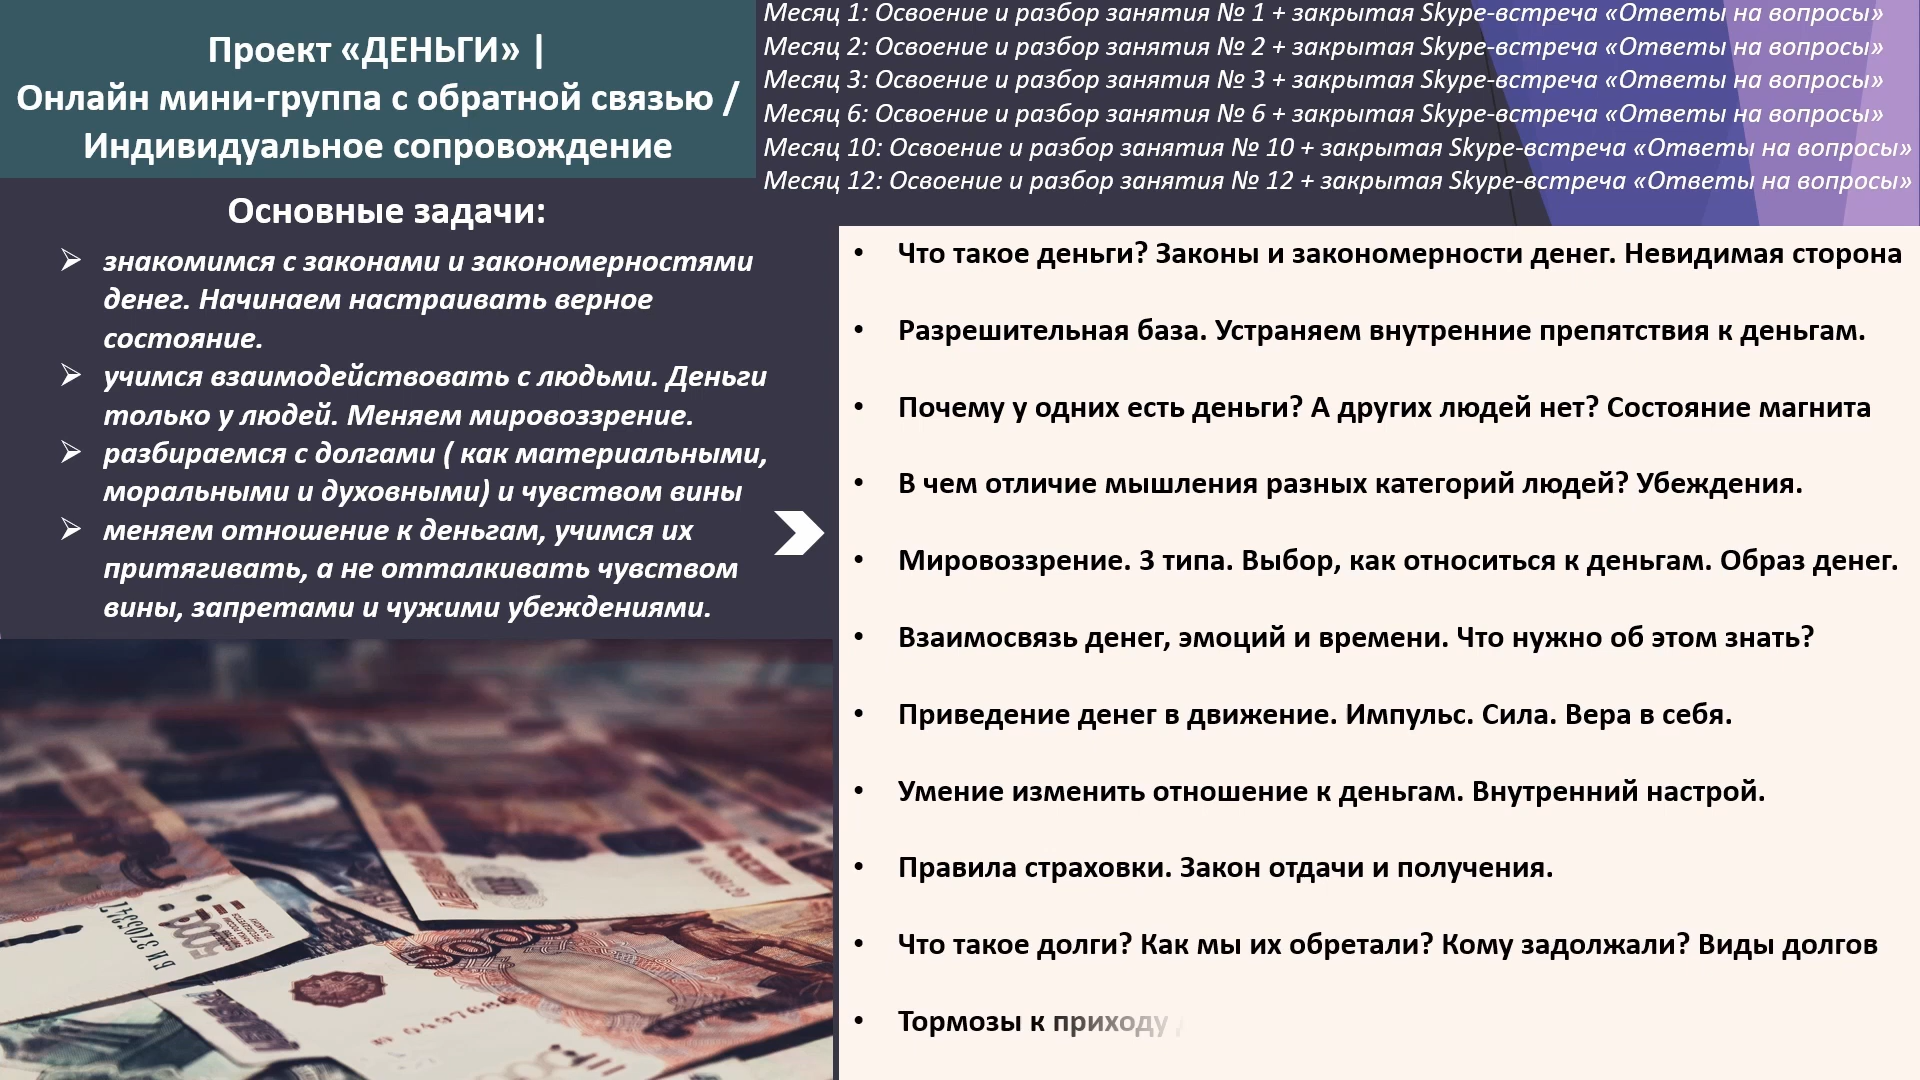 Проект «ДЕНЬГИ» |
Онлайн мини-группа с обратной связью /
Индивидуальное сопровождение
Месяц 1: Освоение и разбор занятия № 1 + закрытая Skype-встреча «Ответы на вопросы»
Месяц 2: Освоение и разбор занятия № 2 + закрытая Skype-встреча «Ответы на вопросы»
Месяц 3: Освоение и разбор занятия № 3 + закрытая Skype-встреча «Ответы на вопросы»
Месяц 6: Освоение и разбор занятия № 6 + закрытая Skype-встреча «Ответы на вопросы»
Месяц 10: Освоение и разбор занятия № 10 + закрытая Skype-встреча «Ответы на вопросы»
Месяц 12: Освоение и разбор занятия № 12 + закрытая Skype-встреча «Ответы на вопросы»
Основные задачи:
знакомимся с законами и закономерностями
денег. Начинаем настраивать верное
состояние.
учимся взаимодействовать с людьми. Деньги
только у людей. Меняем мировоззрение.
разбираемся с долгами ( как материальными,
моральными и духовными) и чувством вины
меняем отношение к деньгам, учимся их
притягивать, а не отталкивать чувством
вины, запретами и чужими убеждениями.
• Что такое деньги? Законы и закономерности денег. Невидимая сторона
• Разрешительная база. Устраняем внутренние препятствия к деньгам.
• Почему у одних есть деньги? А других людей нет? Состояние магнита
• В чем отличие мышления разных категорий людей? Убеждения.
• Мировоззрение. 3 типа. Выбор, как относиться к деньгам. Образ денег.
• Взаимосвязь денег, эмоций и времени. Что нужно об этом знать?
• Приведение денег в движение. Импульс. Сила. Вера в себя.
• Умение изменить отношение к деньгам. Внутренний настрой.
• Правила страховки. Закон отдачи и получения.
• Что такое долги? Как мы их обретали? Кому задолжали? Виды долгов
• Тормозы к приходу